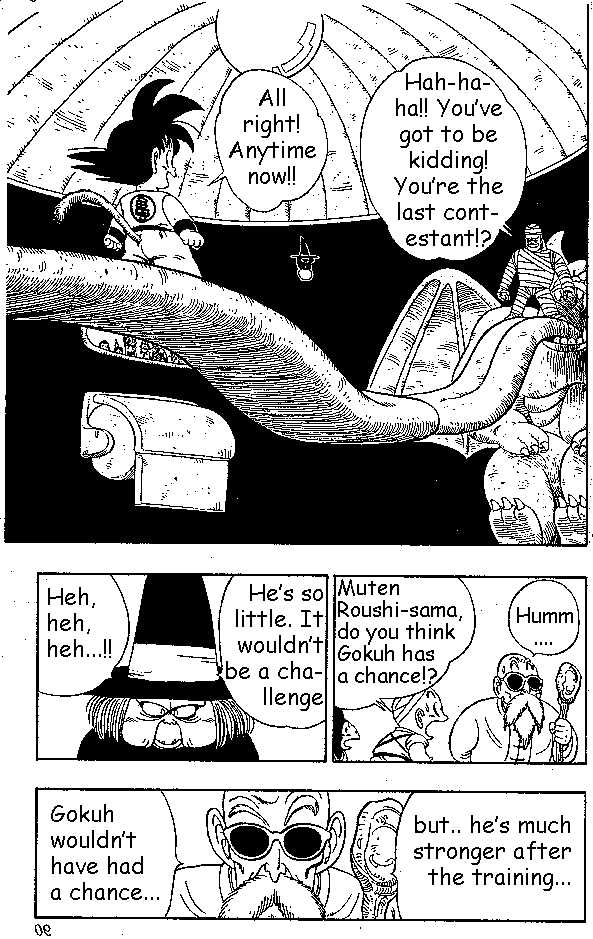 All
right!
Anytime
now!!
Hah-ha-
ha!! You've
got to be
kidding!
You're the
last cont-
estant!?
Heh,
heh,
heh...!!
He's so
little. It
wouldn't
be a cha-
llenge
Muten
Roushi-sama,
do you think
Gokuh has
a chance!?
Humm
....
Gokuh
wouldn't
have had
a chance...
but.. he's much
stronger after
the training...
90